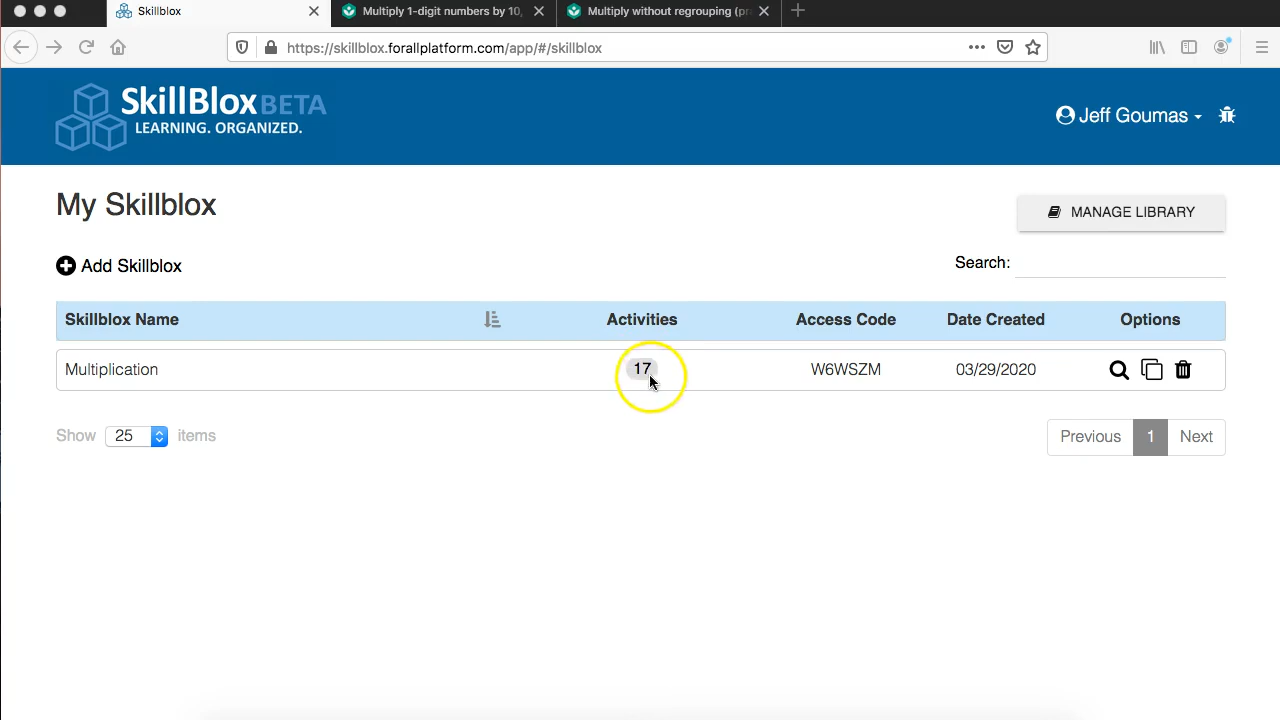 Skillblox
Multiply 1-digit numbers by 10,
Multiply without regrouping (pra
https://skillblox.forallplatform.com/app/#/skillblox
SkillBlox BETA
LEARNING. ORGANIZED.
Jeff Goumas
My Skillblox
MANAGE LIBRARY
Add Skillblox
Search:
Skillblox Name Activities Access Code Date Created Options
Multiplication 17 W6WSZM 03/29/2020
Show 25 items
Previous 1 Next